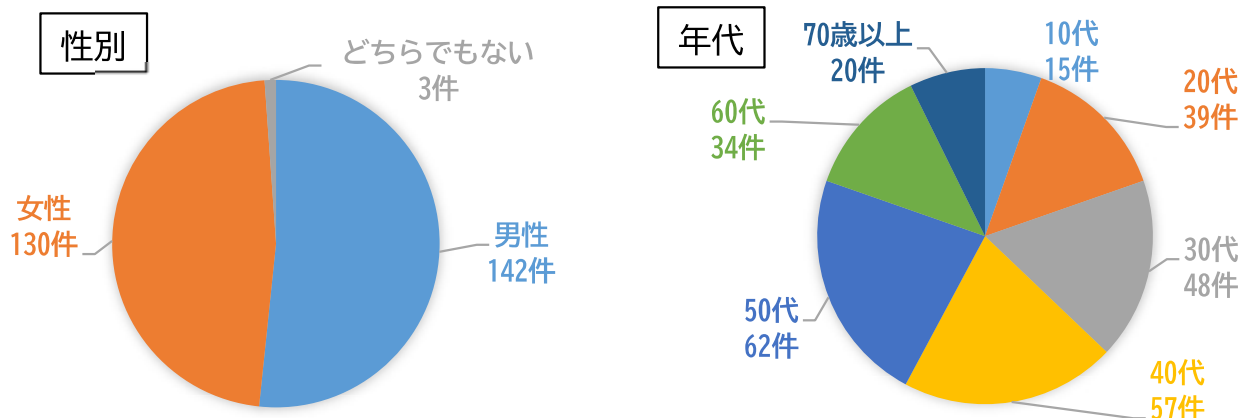 性別
どちらでもない
3件
女性
130件
男性
142件
年代
70歳以上
20件
10代
15件
20代
39件
60代
34件
30代
48件
50代
62件
40代
57件